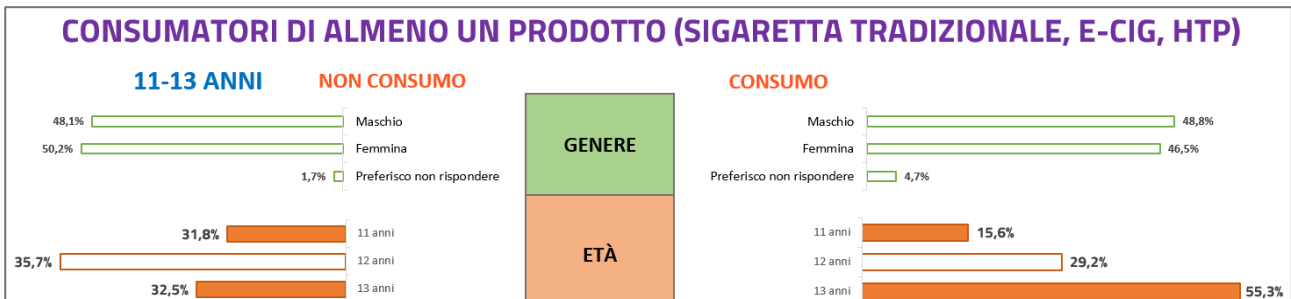 CONSUMATORI DI ALMENO UN PRODOTTO (SIGARETTA TRADIZIONALE, E-CIG, HTP)
11-13 ANNI NON CONSUMO CONSUMO
48,1% Maschio
50,2% Femmina
1,7% Preferisco non rispondere
GENERE
Maschio 48,8%
Femmina 46,5%
Preferisco non rispondere 4,7%
31,8% 11 anni
35,7% 12 anni
32,5% 13 anni
ETÀ
11 anni 15,6%
12 anni 29,2%
13 anni 55,3%